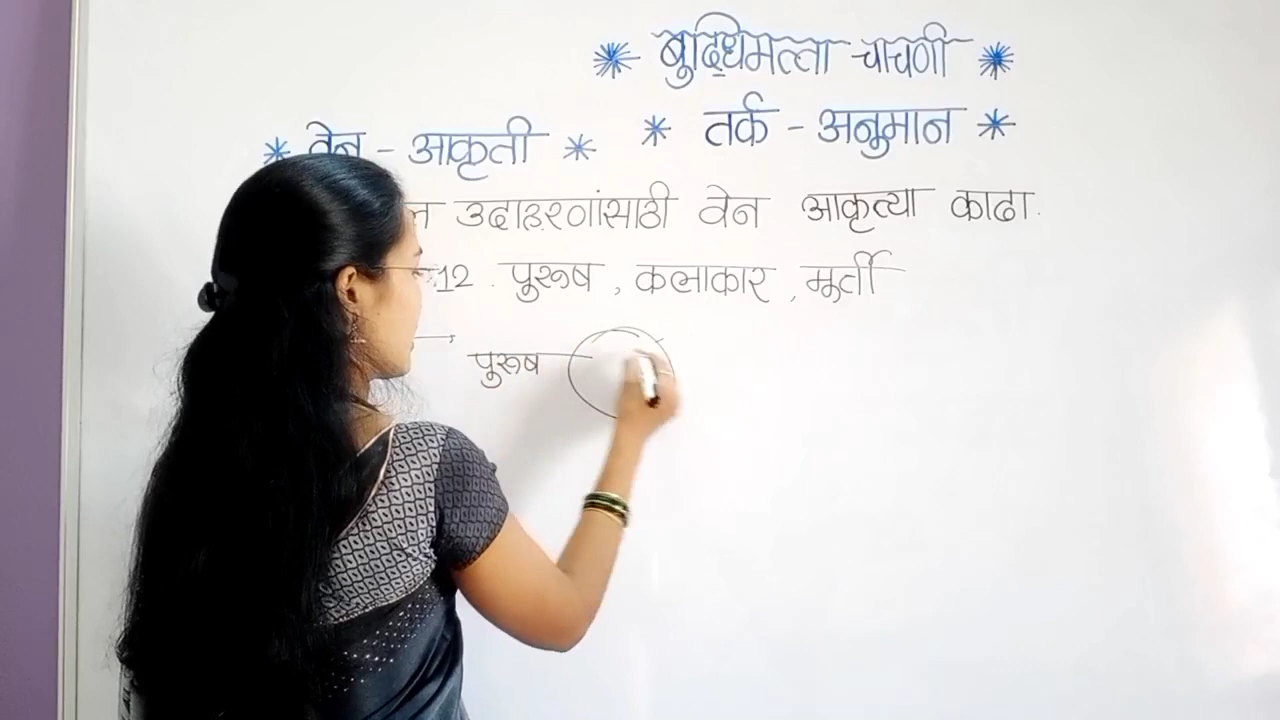 * बुद्धिमत्ता चाचणी *
* वेन - आकृती *
* तर्क - अनुमान *
उदाहरणांसाठी वेन आकृत्या काढा.
12. पुरूष, कलाकार, मूर्ती
पुरूष